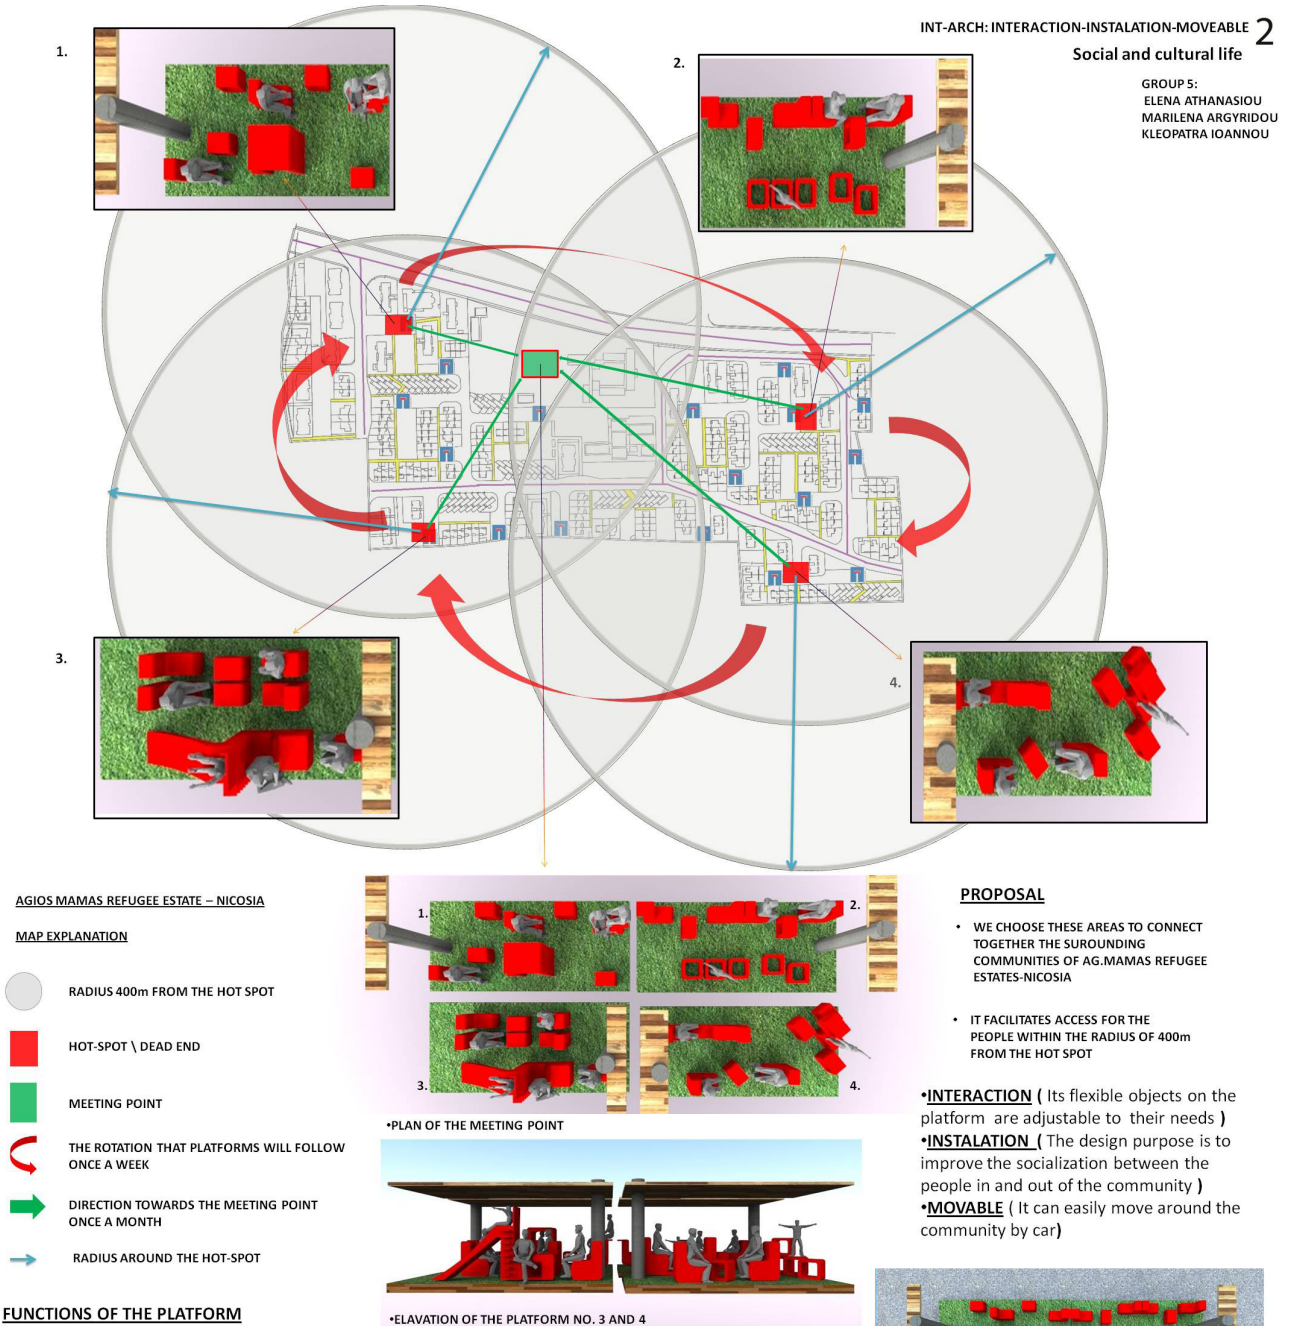 INT-ARCH: INTERACTION-INSTALATION-MOVEABLE 2
Social and cultural life
GROUP 5:
ELENA ATHANASIOU
MARILENA ARGYRIDOU
KLEOPATRA IOANNOU
1.
2.
3.
4.
AGIOS MAMAS REFUGEE ESTATE – NICOSIA
MAP EXPLANATION
RADIUS 400m FROM THE HOT SPOT
HOT-SPOT \ DEAD END
MEETING POINT
THE ROTATION THAT PLATFORMS WILL FOLLOW
ONCE A WEEK
DIRECTION TOWARDS THE MEETING POINT
ONCE A MONTH
RADIUS AROUND THE HOT-SPOT
FUNCTIONS OF THE PLATFORM
1.
2.
3.
4.
•PLAN OF THE MEETING POINT
•ELAVATION OF THE PLATFORM NO. 3 AND 4
PROPOSAL
• WE CHOOSE THESE AREAS TO CONNECT
TOGETHER THE SUROUNDING
COMMUNITIES OF AG.MAMAS REFUGEE
ESTATES-NICOSIA
• IT FACILITATES ACCESS FOR THE
PEOPLE WITHIN THE RADIUS OF 400m
FROM THE HOT SPOT
•INTERACTION ( Its flexible objects on the
platform are adjustable to their needs )
•INSTALATION ( The design purpose is to
improve the socialization between the
people in and out of the community )
•MOVABLE ( It can easily move around the
community by car)